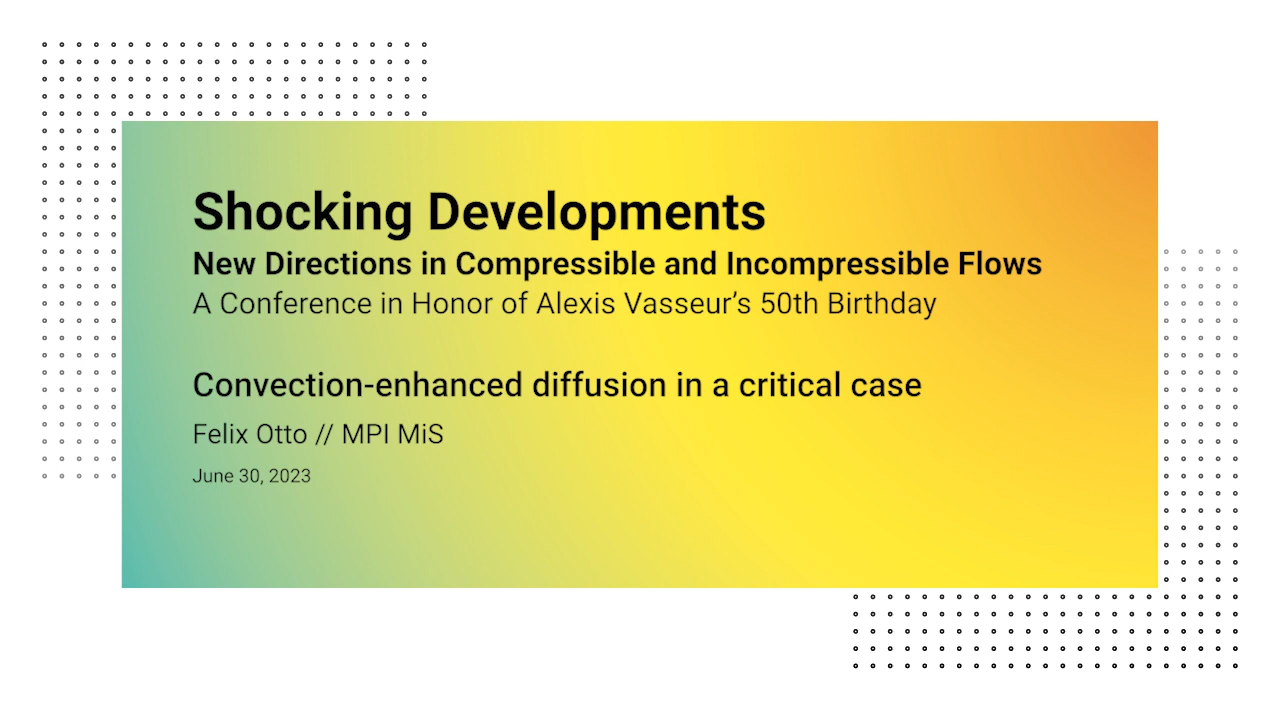 Shocking Developments
New Directions in Compressible and Incompressible Flows
A Conference in Honor of Alexis Vasseur’s 50th Birthday
Convection-enhanced diffusion in a critical case
Felix Otto // MPI MiS
June 30, 2023